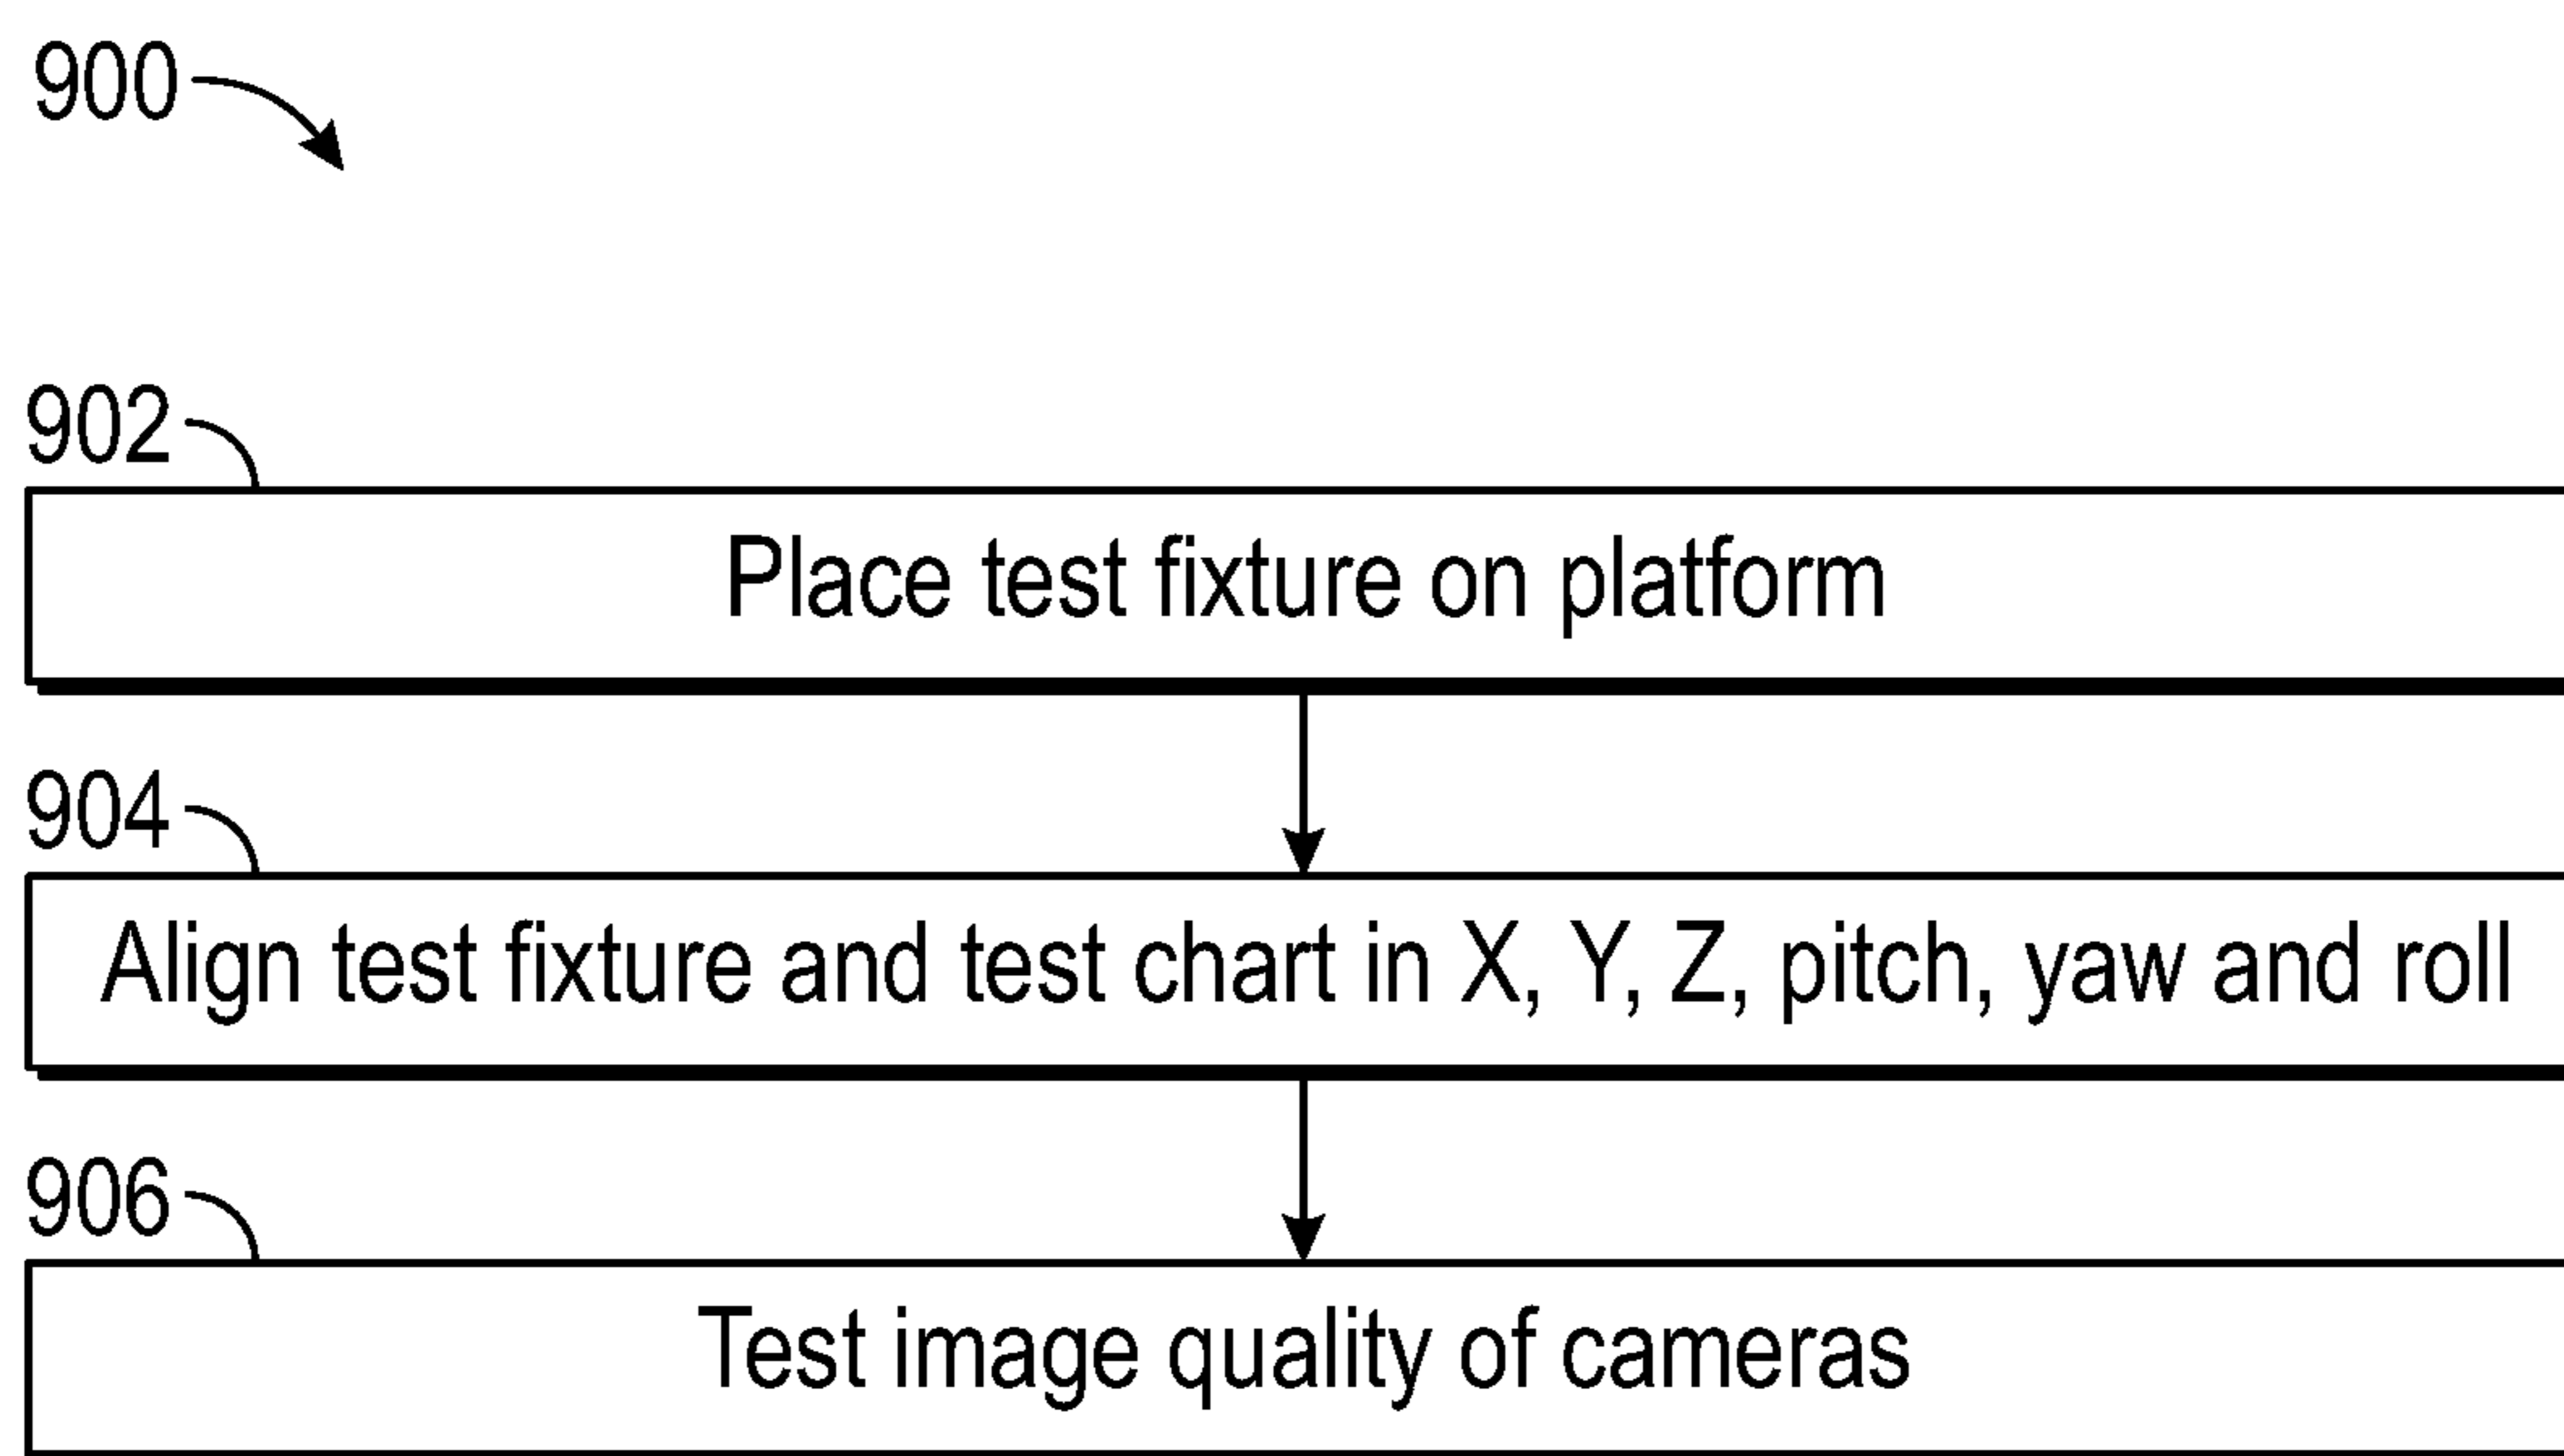 900
902
Place test fixture on platform
904
Align test fixture and test chart in X, Y, Z, pitch, yaw and roll
906
Test image quality of cameras